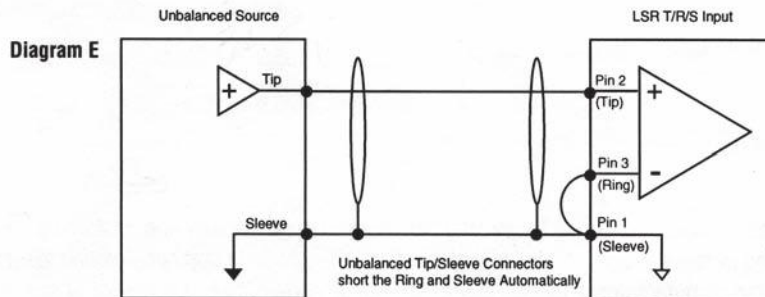 Unbalanced Source
LSR T/R/S Input
Diagram E
Tip
+
Pin 2
(Tip)
+
Pin 3
(Ring)
-
Sleeve
Pin 1
(Sleeve)
Unbalanced Tip/Sleeve Connectors
short the Ring and Sleeve Automatically